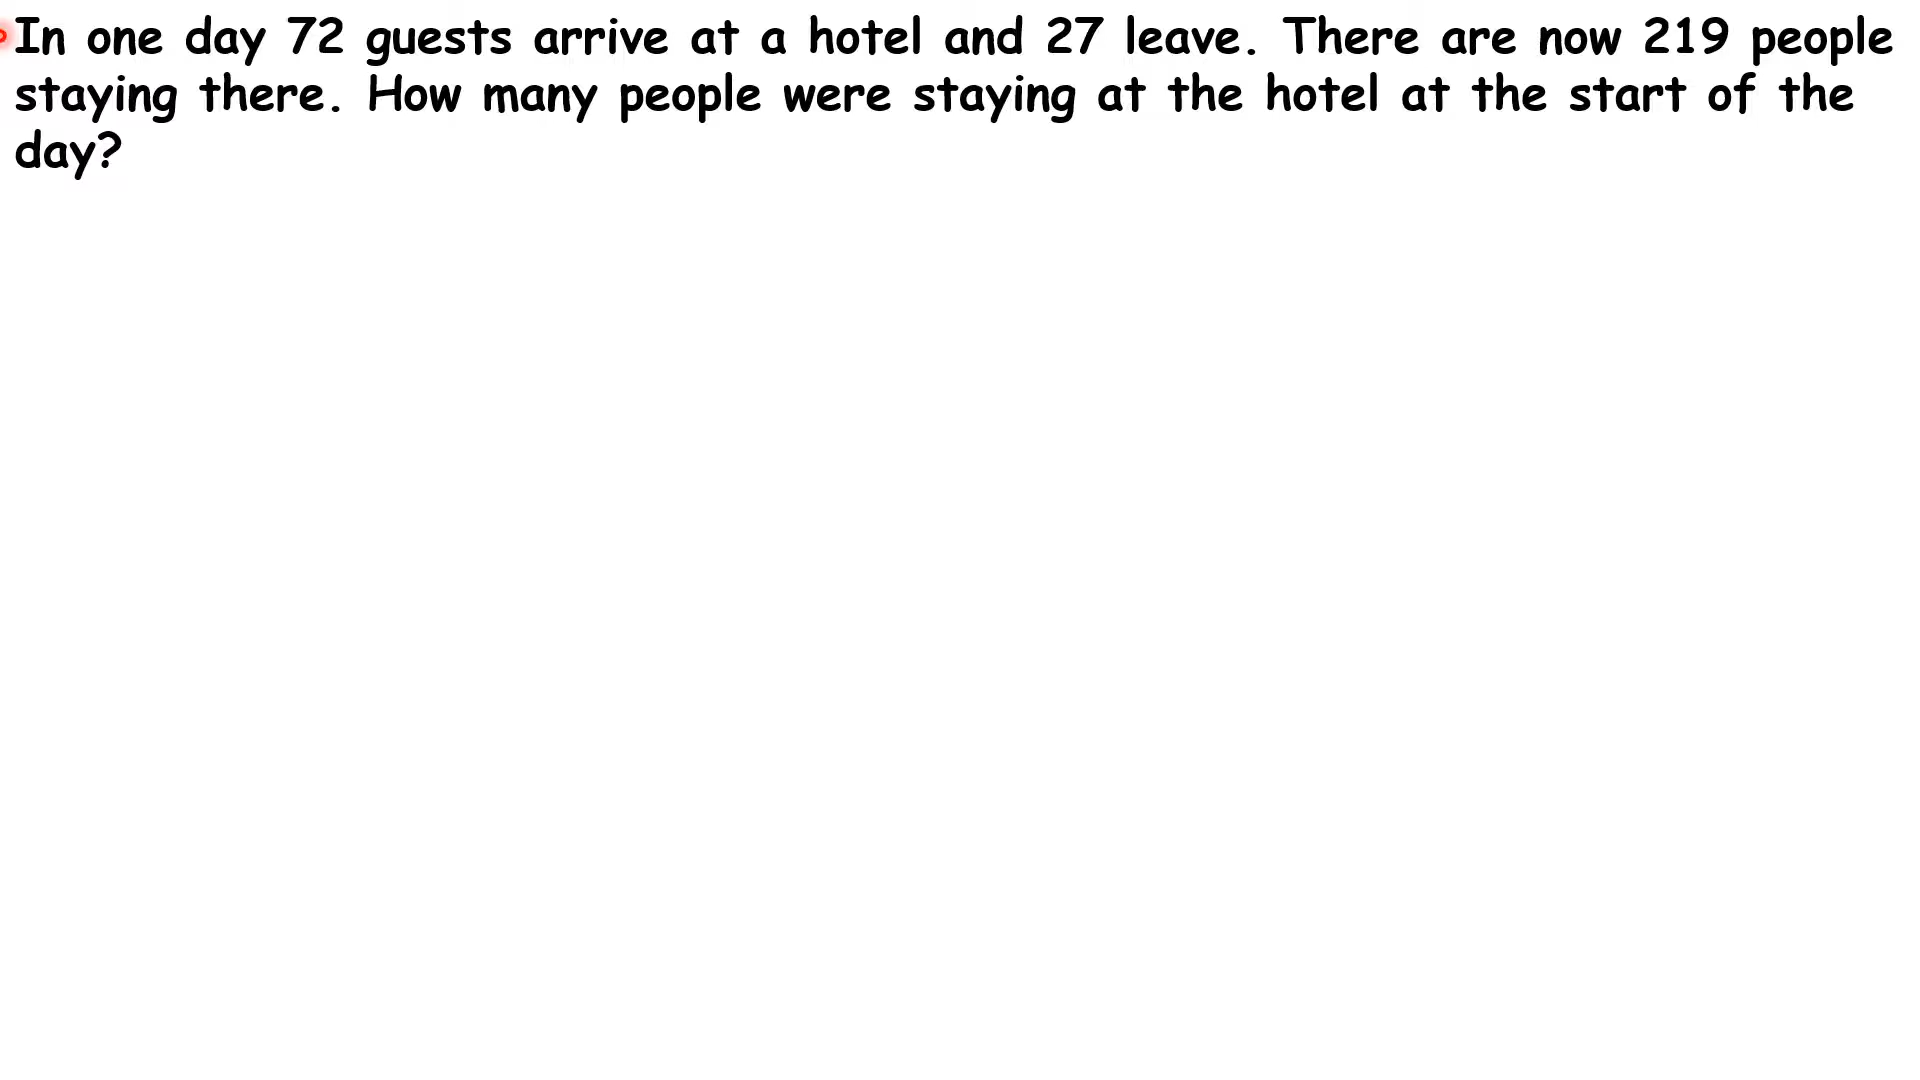 In one day 72 guests arrive at a hotel and 27 leave. There are now 219 people
staying there. How many people were staying at the hotel at the start of the
day?